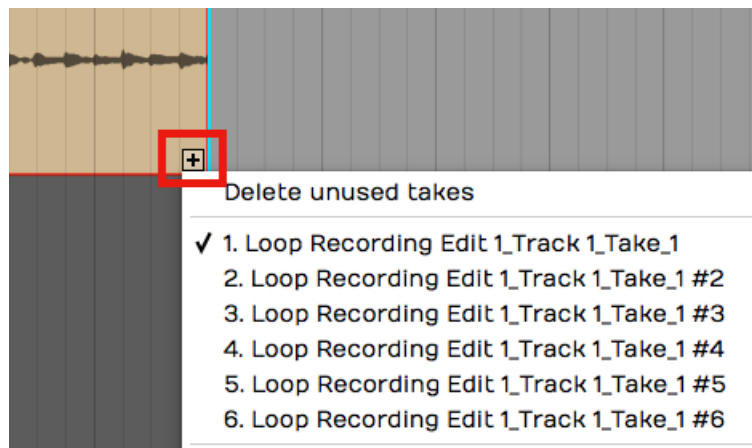 Delete unused takes
✓ 1. Loop Recording Edit 1_Track 1_Take_1
2. Loop Recording Edit 1_Track 1_Take_1 #2
3. Loop Recording Edit 1_Track 1_Take_1 #3
4. Loop Recording Edit 1_Track 1_Take_1 #4
5. Loop Recording Edit 1_Track 1_Take_1 #5
6. Loop Recording Edit 1_Track 1_Take_1 #6